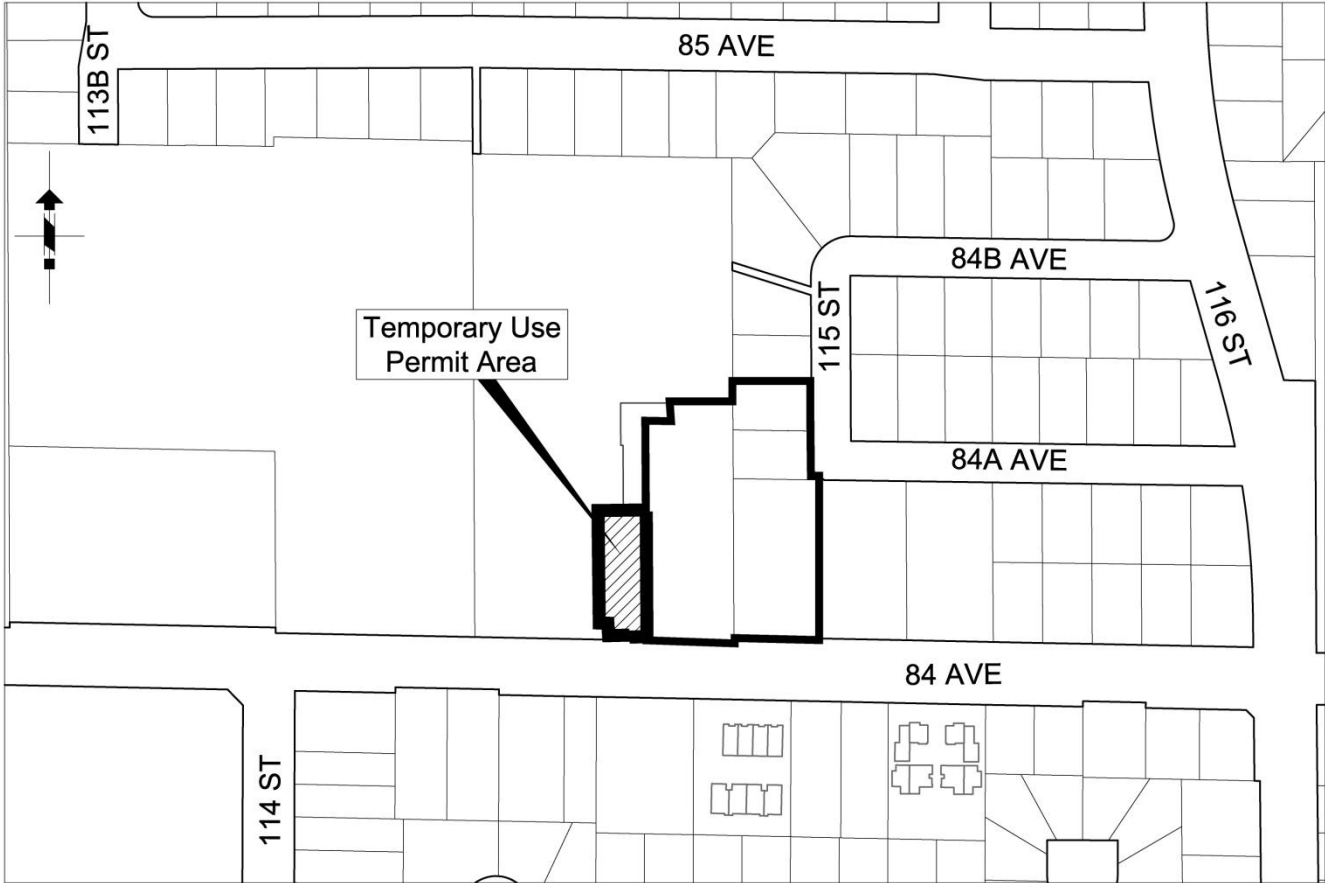 85 AVE
113B ST
84B AVE
115 ST
116 ST
Temporary Use
Permit Area
84A AVE
84 AVE
114 ST